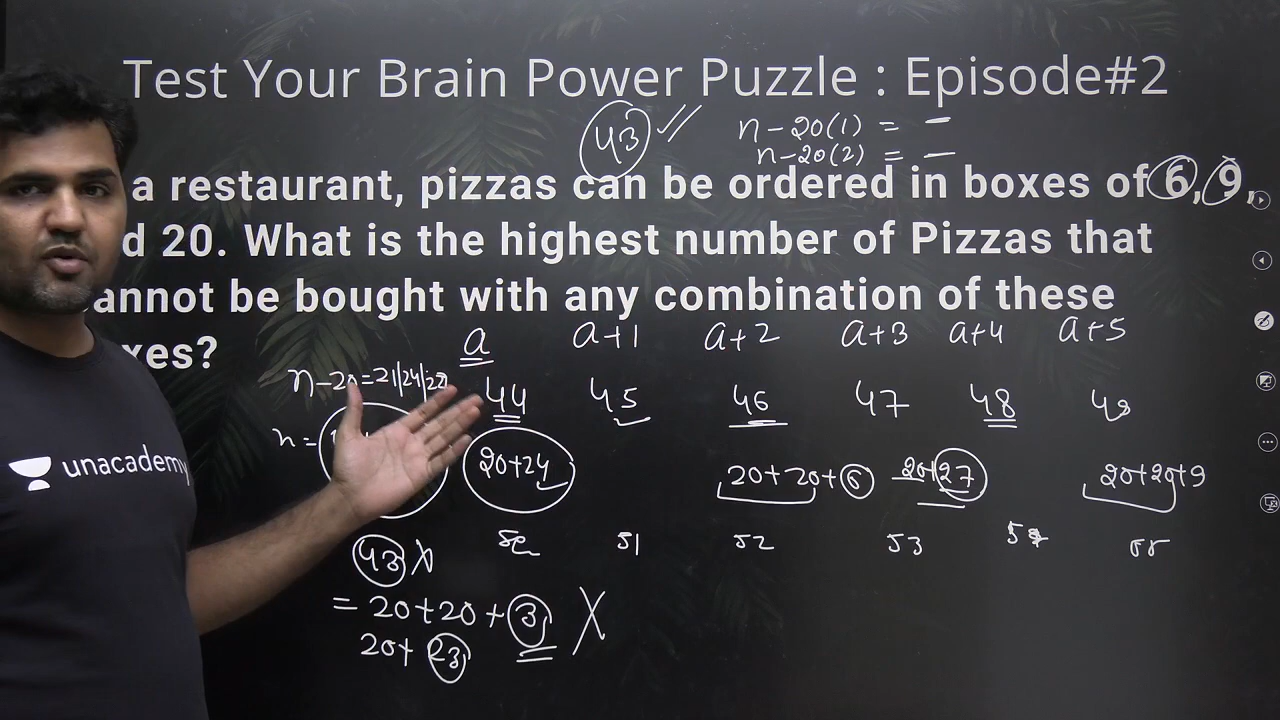 Test Your Brain Power Puzzle : Episode#2
43 n - 20(1) = -
n - 20(2) = -
a restaurant, pizzas can be ordered in boxes of 6, 9,
d 20. What is the highest number of Pizzas that
annot be bought with any combination of these
xes?
a a+1 a+2 a+3 a+4 a+5
n-20=21|24|22
44 45 46 47 48 49
n =
20+24 20+20+6 20+27 20+20+9
unacademy
43 X 50 51 52 53 54 55
= 20+20+3 X
20+23